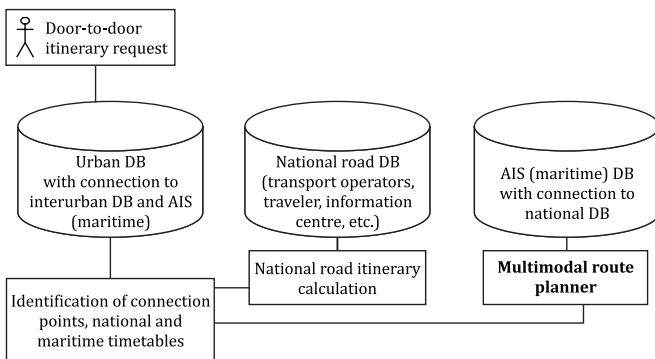 Door-to-door
itinerary request
Urban DB
with connection to
interurban DB and AIS
(maritime)
National road DB
(transport operators,
traveler, information
centre, etc.)
AIS (maritime) DB
with connection to
national DB
National road itinerary
calculation
Multimodal route
planner
Identification of connection
points, national and
maritime timetables